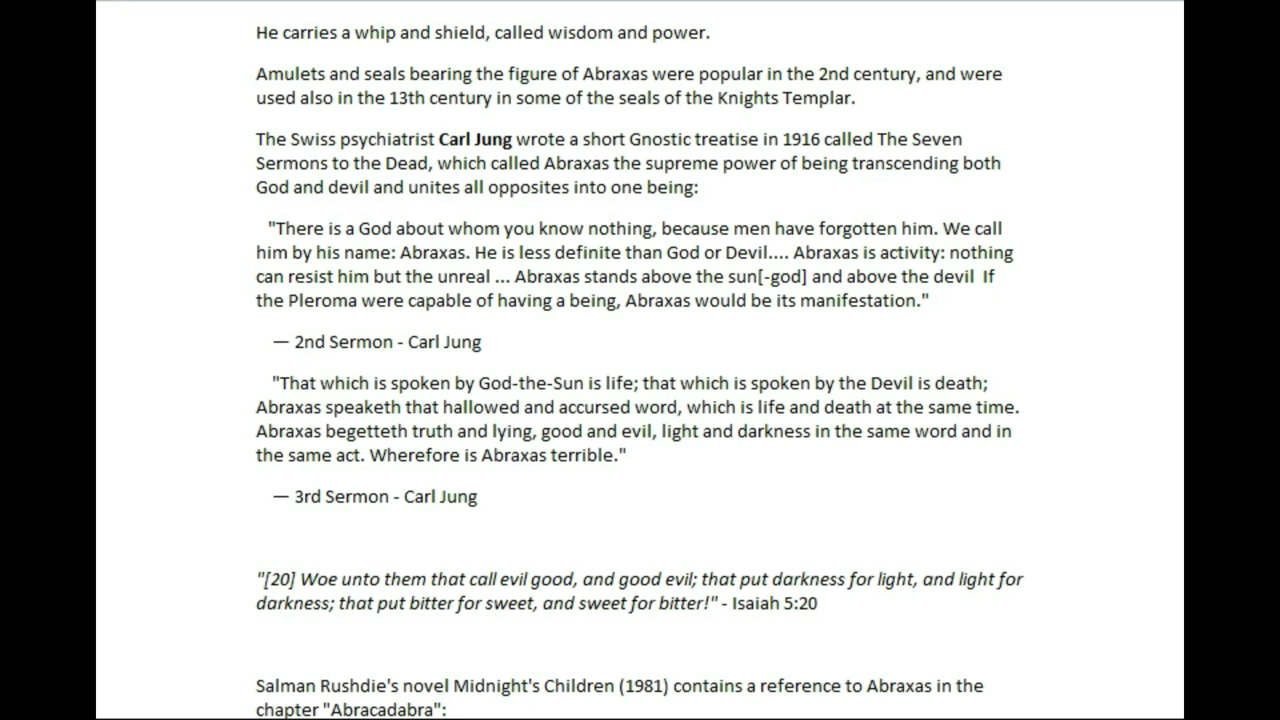 He carries a whip and shield, called wisdom and power.
Amulets and seals bearing the figure of Abraxas were popular in the 2nd century, and were
used also in the 13th century in some of the seals of the Knights Templar.
The Swiss psychiatrist Carl Jung wrote a short Gnostic treatise in 1916 called The Seven
Sermons to the Dead, which called Abraxas the supreme power of being transcending both
God and devil and unites all opposites into one being:
"There is a God about whom you know nothing, because men have forgotten him. We call
him by his name: Abraxas. He is less definite than God or Devil.... Abraxas is activity: nothing
can resist him but the unreal ... Abraxas stands above the sun[-god] and above the devil  If
the Pleroma were capable of having a being, Abraxas would be its manifestation."
— 2nd Sermon - Carl Jung
"That which is spoken by God-the-Sun is life; that which is spoken by the Devil is death;
Abraxas speaketh that hallowed and accursed word, which is life and death at the same time.
Abraxas begetteth truth and lying, good and evil, light and darkness in the same word and in
the same act. Wherefore is Abraxas terrible."
— 3rd Sermon - Carl Jung
"[20] Woe unto them that call evil good, and good evil; that put darkness for light, and light for
darkness; that put bitter for sweet, and sweet for bitter!" - Isaiah 5:20
Salman Rushdie's novel Midnight's Children (1981) contains a reference to Abraxas in the
chapter "Abracadabra":